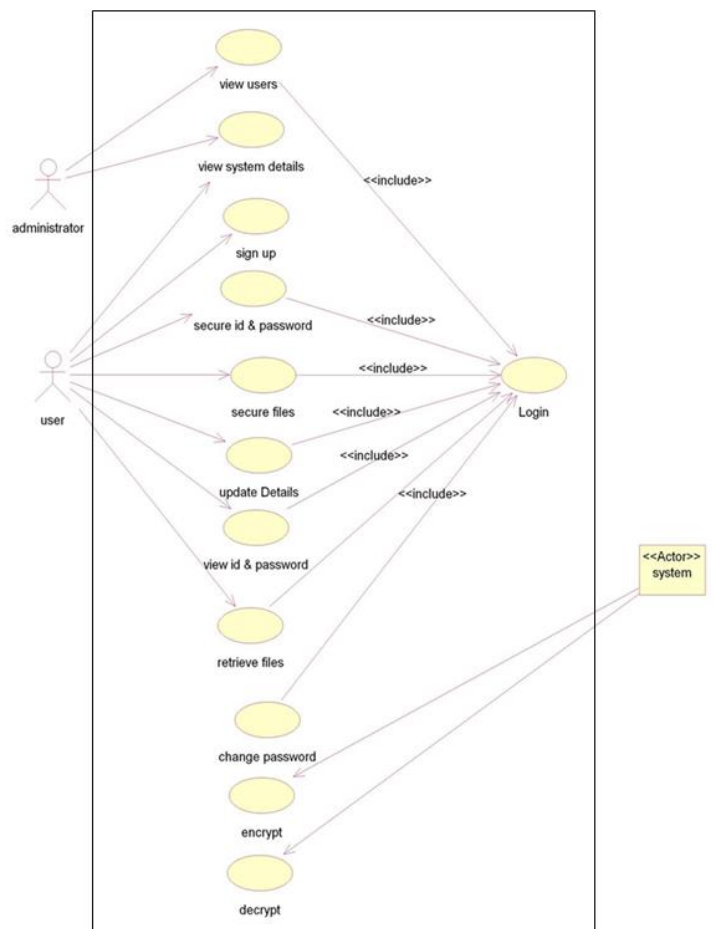 view users
view system details
<<include>>
administrator
sign up
secure id & password
<<include>>
<<include>>
user
secure files
Login
<<include>>
update Details
<<include>>
<<include>>
view id & password
<<Actor>>
system
retrieve files
change password
encrypt
decrypt